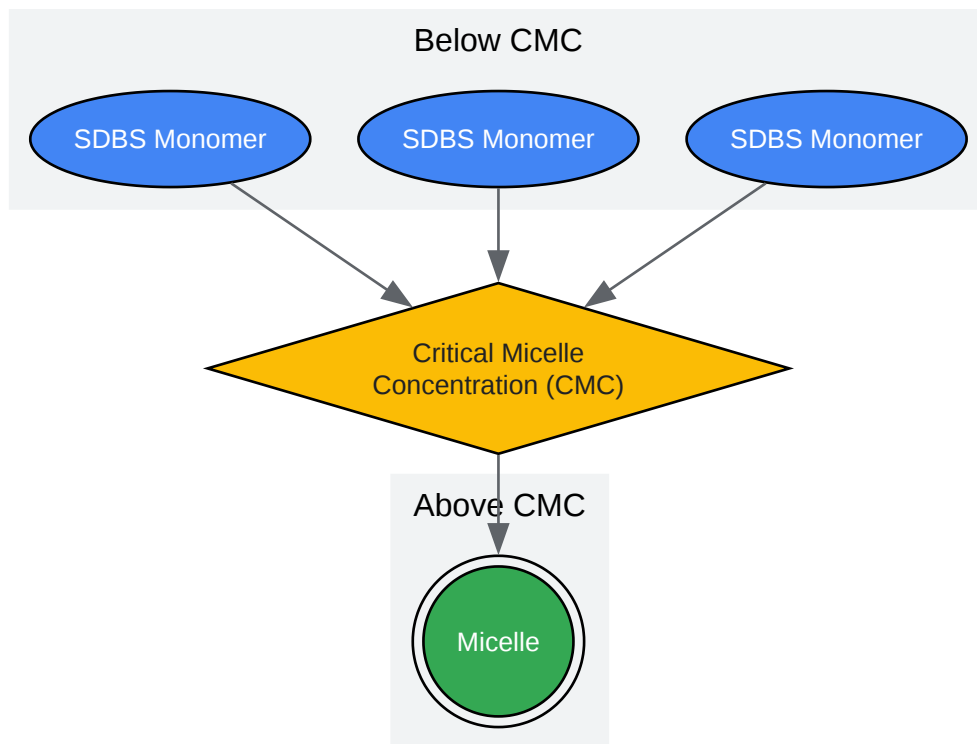 Below CMC
SDBS Monomer
SDBS Monomer
SDBS Monomer
Critical Micelle
Concentration (CMC)
Above CMC
Micelle